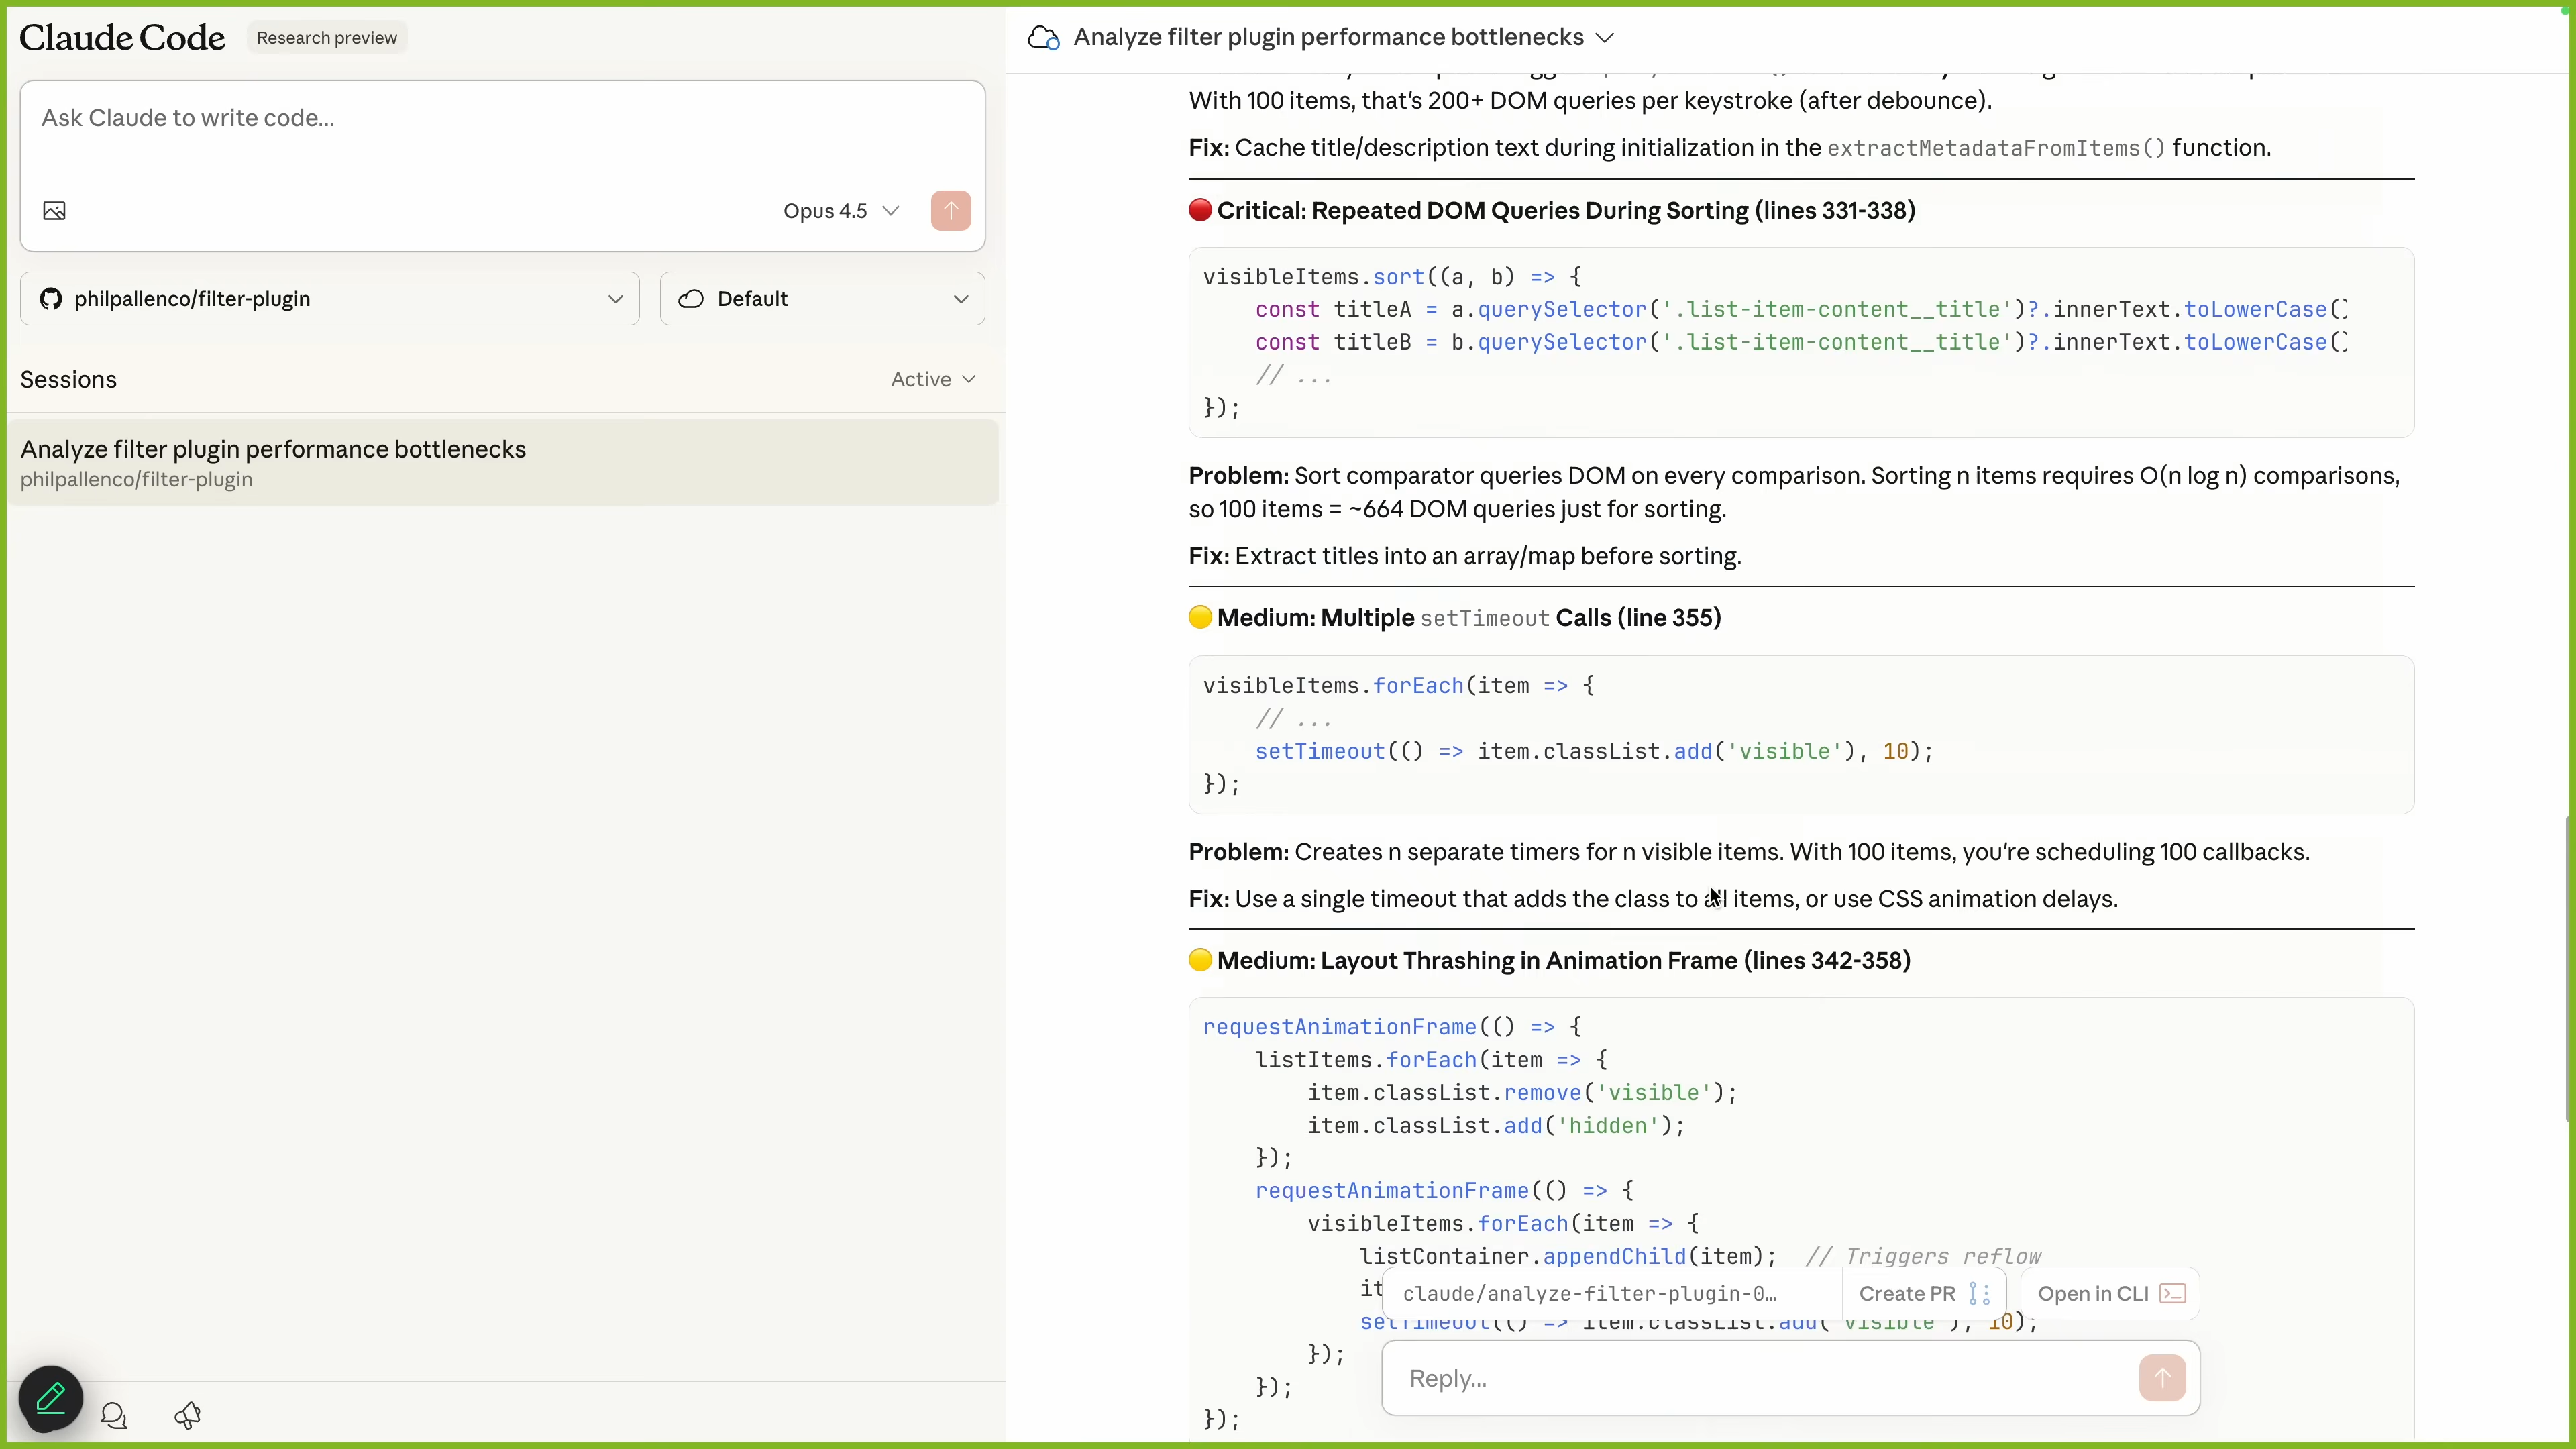 Claude Code
Research preview
Ask Claude to write code...
Opus 4.5
philpallenco/filter-plugin
Default
Sessions
Active
Analyze filter plugin performance bottlenecks
philpallenco/filter-plugin
Analyze filter plugin performance bottlenecks
With 100 items, that's 200+ DOM queries per keystroke (after debounce).
Fix: Cache title/description text during initialization in the extractMetadataFromItems() function.
Critical: Repeated DOM Queries During Sorting (lines 331-338)
visibleItems.sort((a, b) => {
const titleA = a.querySelector('.list-item-content__title')?.innerText.toLowerCase()
const titleB = b.querySelector('.list-item-content__title')?.innerText.toLowerCase()
// ...
});
Problem: Sort comparator queries DOM on every comparison. Sorting n items requires O(n log n) comparisons,
so 100 items = ~664 DOM queries just for sorting.
Fix: Extract titles into an array/map before sorting.
Medium: Multiple setTimeout Calls (line 355)
visibleItems.forEach(item => {
// ...
setTimeout(() => item.classList.add('visible'), 10);
});
Problem: Creates n separate timers for n visible items. With 100 items, you're scheduling 100 callbacks.
Fix: Use a single timeout that adds the class to all items, or use CSS animation delays.
Medium: Layout Thrashing in Animation Frame (lines 342-358)
requestAnimationFrame(() => {
listItems.forEach(item => {
item.classList.remove('visible');
item.classList.add('hidden');
});
requestAnimationFrame(() => {
visibleItems.forEach(item => {
listContainer.appendChild(item); // Triggers reflow
it
claude/analyze-filter-plugin-0…
Create PR
Open in CLI
setTimeout(() => item.classList.add('visible'), 10);
});
});
});
Reply...